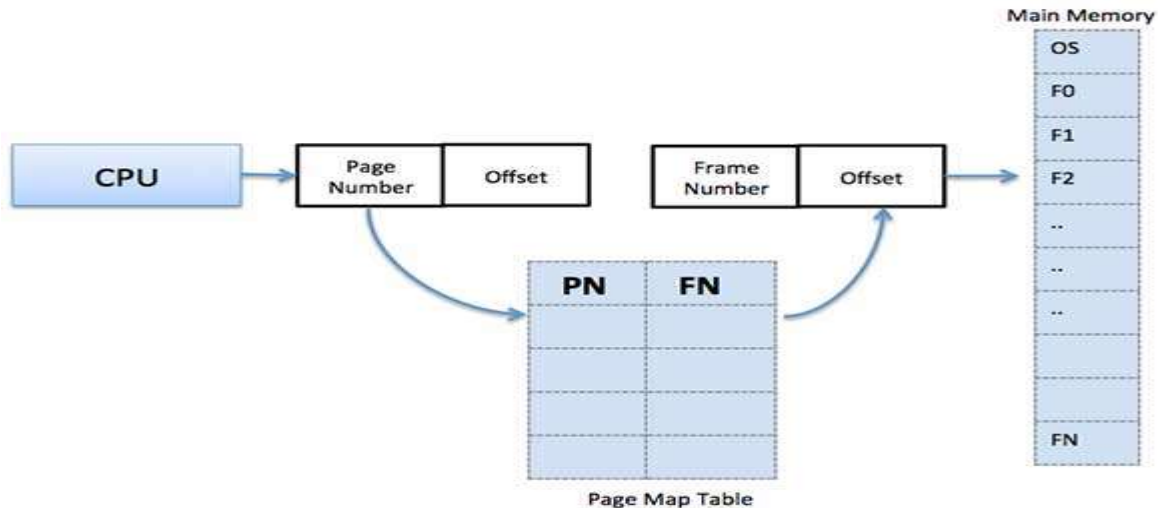 Main Memory
OS
F0
F1
F2
..
..
..
FN
CPU
Page
Number
Offset
Frame
Number
Offset
PN
FN
Page Map Table